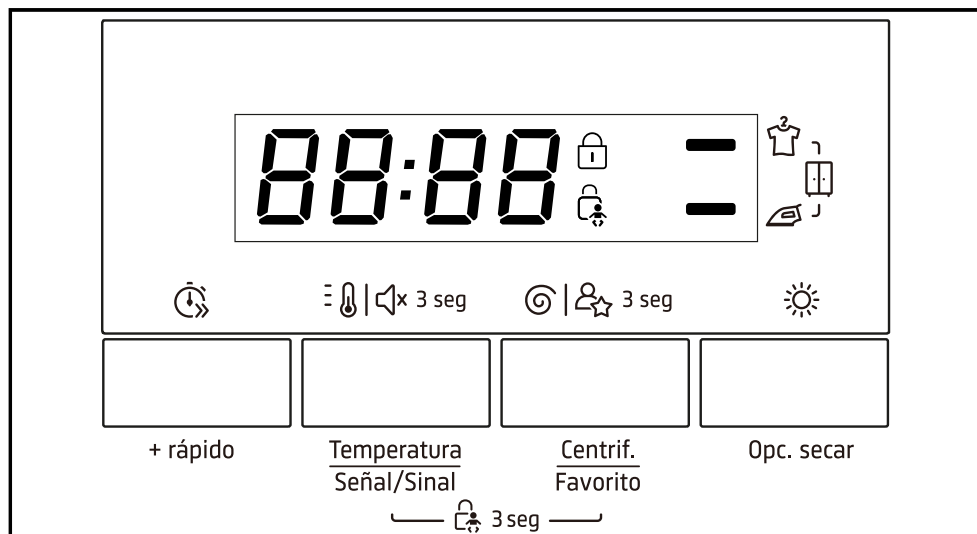 88:88
3 seg 3 seg
+ rápido Temperatura Centrif. Opc. secar
Señal/Sinal Favorito
3 seg